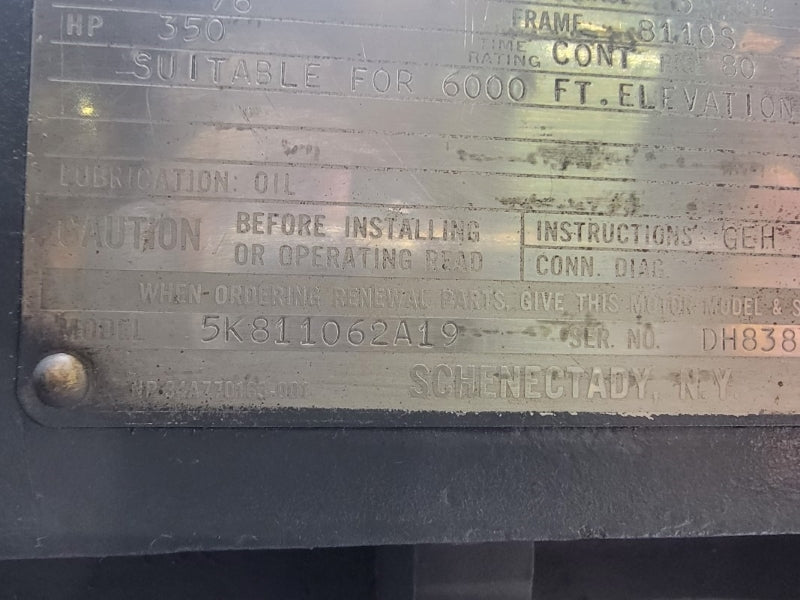 78
HP 350 FRAME 8110S
TIME RATING CONT 80
SUITABLE FOR 6000 FT. ELEVATION
LUBRICATION: OIL
CAUTION BEFORE INSTALLING OR OPERATING READ
INSTRUCTIONS GEH
CONN. DIAG.
WHEN ORDERING RENEWAL PARTS, GIVE THIS MOTOR MODEL & S
MODEL 5K811062A19 SER. NO. DH838
SCHENECTADY, N.Y.